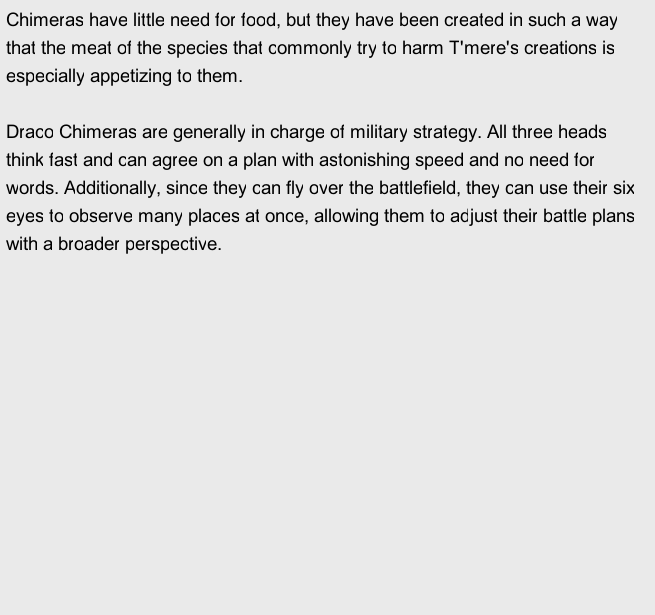 Chimeras have little need for food, but they have been created in such a way
that the meat of the species that commonly try to harm T'mere's creations is
especially appetizing to them.
Draco Chimeras are generally in charge of military strategy. All three heads
think fast and can agree on a plan with astonishing speed and no need for
words. Additionally, since they can fly over the battlefield, they can use their six
eyes to observe many places at once, allowing them to adjust their battle plans
with a broader perspective.